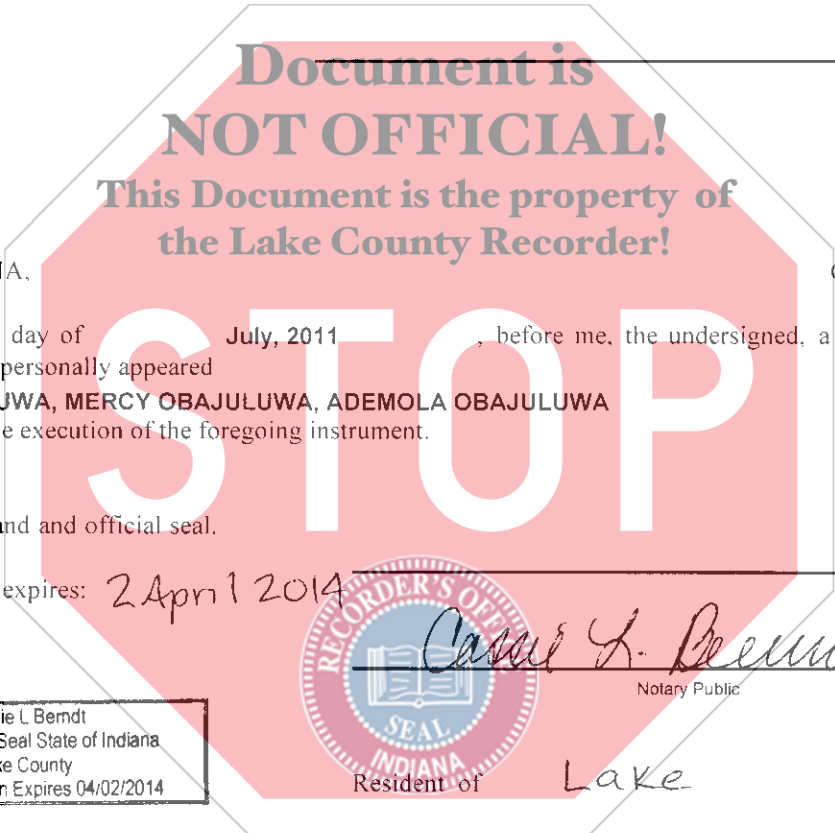 Document is
NOT OFFICIAL!
This Document is the property of
the Lake County Recorder!
NA,
day of July, 2011 , before me, the undersigned, a
personally appeared
UWA, MERCY OBAJULUWA, ADEMOLA OBAJULUWA
e execution of the foregoing instrument.
STOP
and and official seal.
expires: 2 April 2014
RECORDER'S OFFICE
SEAL
INDIANA
Notary Public
ie L Berndt
Seal State of Indiana
ke County
n Expires 04/02/2014
Resident of Lake